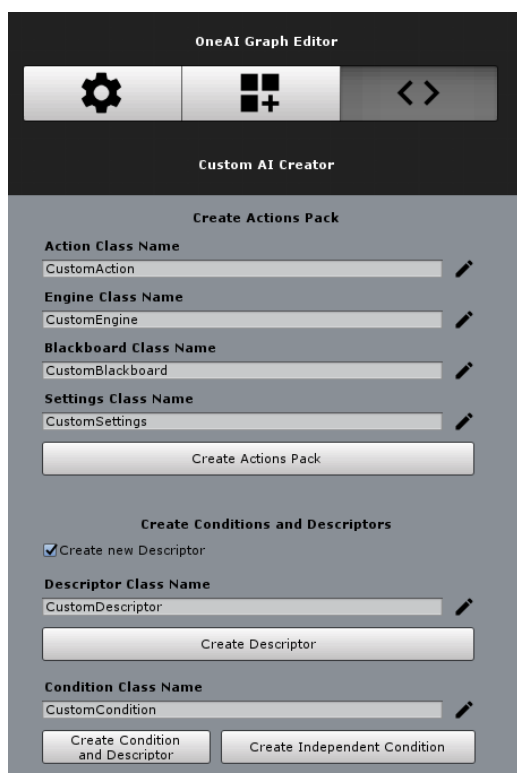 OneAI Graph Editor
Custom AI Creator
Create Actions Pack
Action Class Name
CustomAction
Engine Class Name
CustomEngine
Blackboard Class Name
CustomBlackboard
Settings Class Name
CustomSettings
Create Actions Pack
Create Conditions and Descriptors
Create new Descriptor
Descriptor Class Name
CustomDescriptor
Create Descriptor
Condition Class Name
CustomCondition
Create Condition
and Descriptor
Create Independent Condition